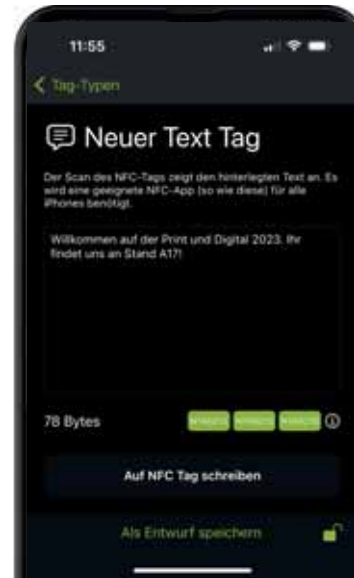 11:55
Tag-Typen
Neuer Text Tag
Der Scan des NFC-Tags zeigt den hinterlegten Text an. Es
wird eine geeignete NFC-App (so wie diese) für alle
iPhones benötigt.
Willkommen auf der Print und Digital 2023. Ihr
findet uns an Stand A17!
78 Bytes
Auf NFC Tag schreiben
Als Entwurf speichern